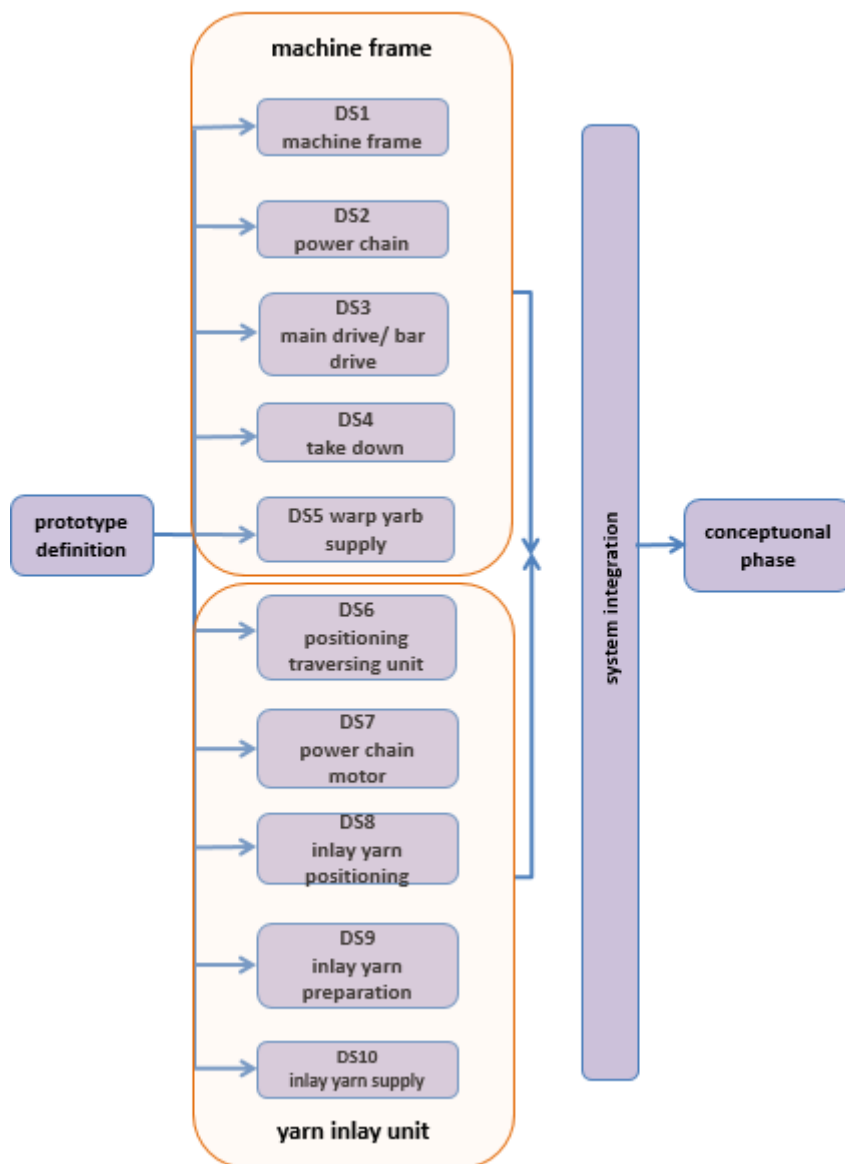 machine frame
DS1
machine frame
DS2
power chain
DS3
main drive/ bar
drive
DS4
take down
DS5 warp yarb
supply
prototype
definition
DS6
positioning
traversing unit
DS7
power chain
motor
DS8
inlay yarn
positioning
DS9
inlay yarn
preparation
DS10
inlay yarn supply
yarn inlay unit
system integration
conceptuonal
phase